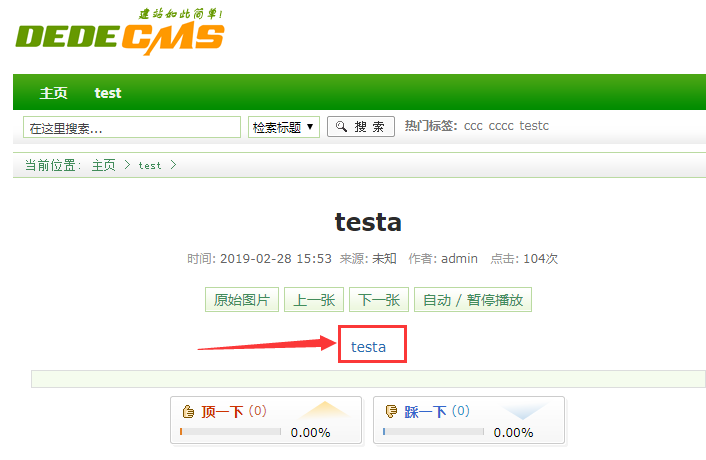 建站如此简单!
DEDECMS
主页 test
在这里搜索... 检索标题 搜 索 热门标签: ccc cccc testc
当前位置: 主页 > test >
testa
时间: 2019-02-28 15:53 来源: 未知 作者: admin 点击: 104次
原始图片 上一张 下一张 自动 / 暂停播放
testa
顶一下 (0) 踩一下 (0)
0.00% 0.00%